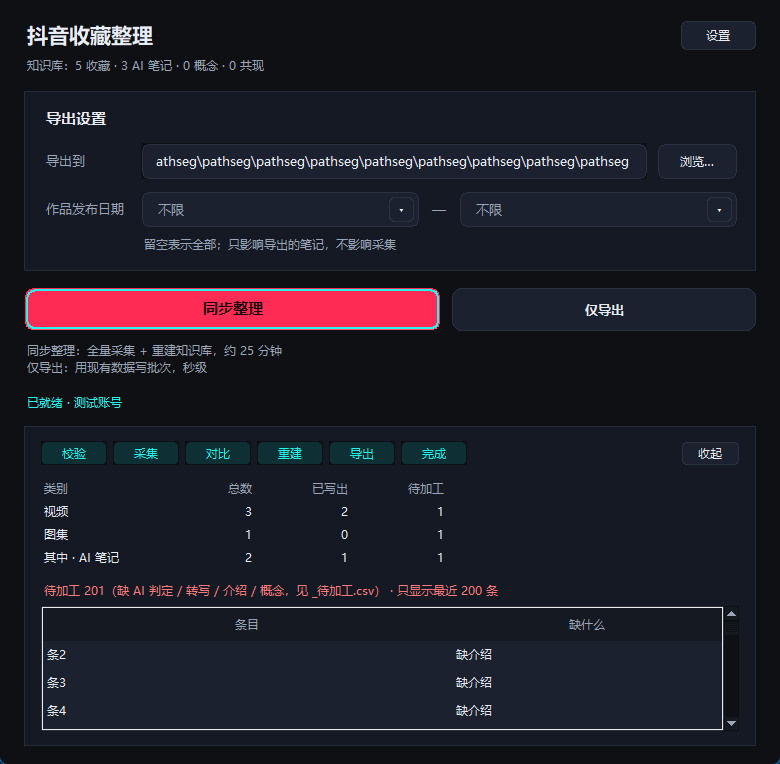 抖音收藏整理
设置
知识库：5 收藏 · 3 AI 笔记 · 0 概念 · 0 共现
导出设置
导出到 athseg\pathseg\pathseg\pathseg\pathseg\pathseg\pathseg\pathseg\pathseg 浏览...
作品发布日期 不限 — 不限
留空表示全部；只影响导出的笔记，不影响采集
同步整理 仅导出
同步整理：全量采集 + 重建知识库，约 25 分钟
仅导出：用现有数据写批次，秒级
已就绪 · 测试账号
校验 采集 对比 重建 导出 完成 收起
类别 总数 已写出 待加工
视频 3 2 1
图集 1 0 1
其中 · AI 笔记 2 1 1
待加工 201（缺 AI 判定 / 转写 / 介绍 / 概念，见 _待加工.csv） · 只显示最近 200 条
条目 缺什么
条2 缺介绍
条3 缺介绍
条4 缺介绍